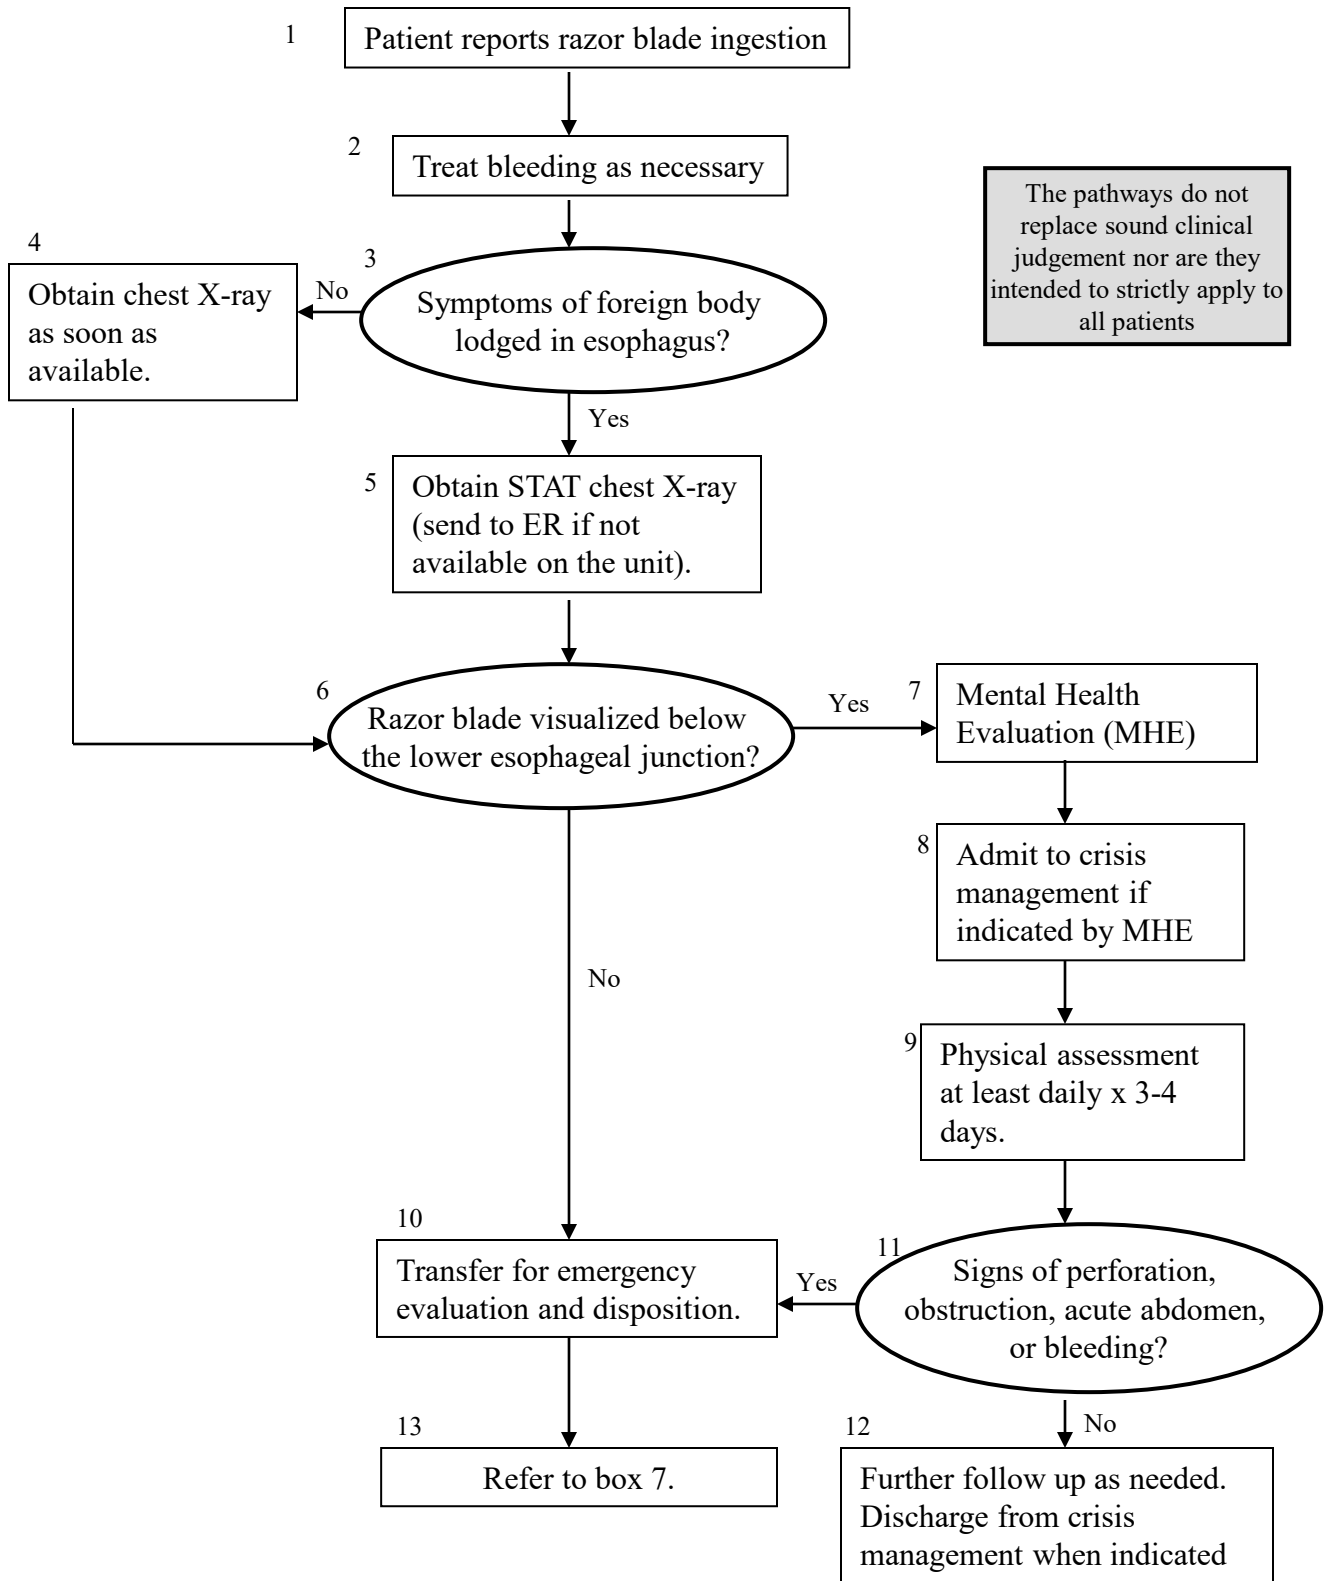 1
Patient reports razor blade ingestion
2
Treat bleeding as necessary
The pathways do not
replace sound clinical
judgement nor are they
intended to strictly apply to
all patients
3
Symptoms of foreign body
lodged in esophagus?
No
4
Obtain chest X-ray
as soon as
available.
Yes
5
Obtain STAT chest X-ray
(send to ER if not
available on the unit).
6
Razor blade visualized below
the lower esophageal junction?
Yes
7
Mental Health
Evaluation (MHE)
8
Admit to crisis
management if
indicated by MHE
No
9
Physical assessment
at least daily x 3-4
days.
10
Transfer for emergency
evaluation and disposition.
Yes
11
Signs of perforation,
obstruction, acute abdomen,
or bleeding?
No
13
Refer to box 7.
12
Further follow up as needed.
Discharge from crisis
management when indicated